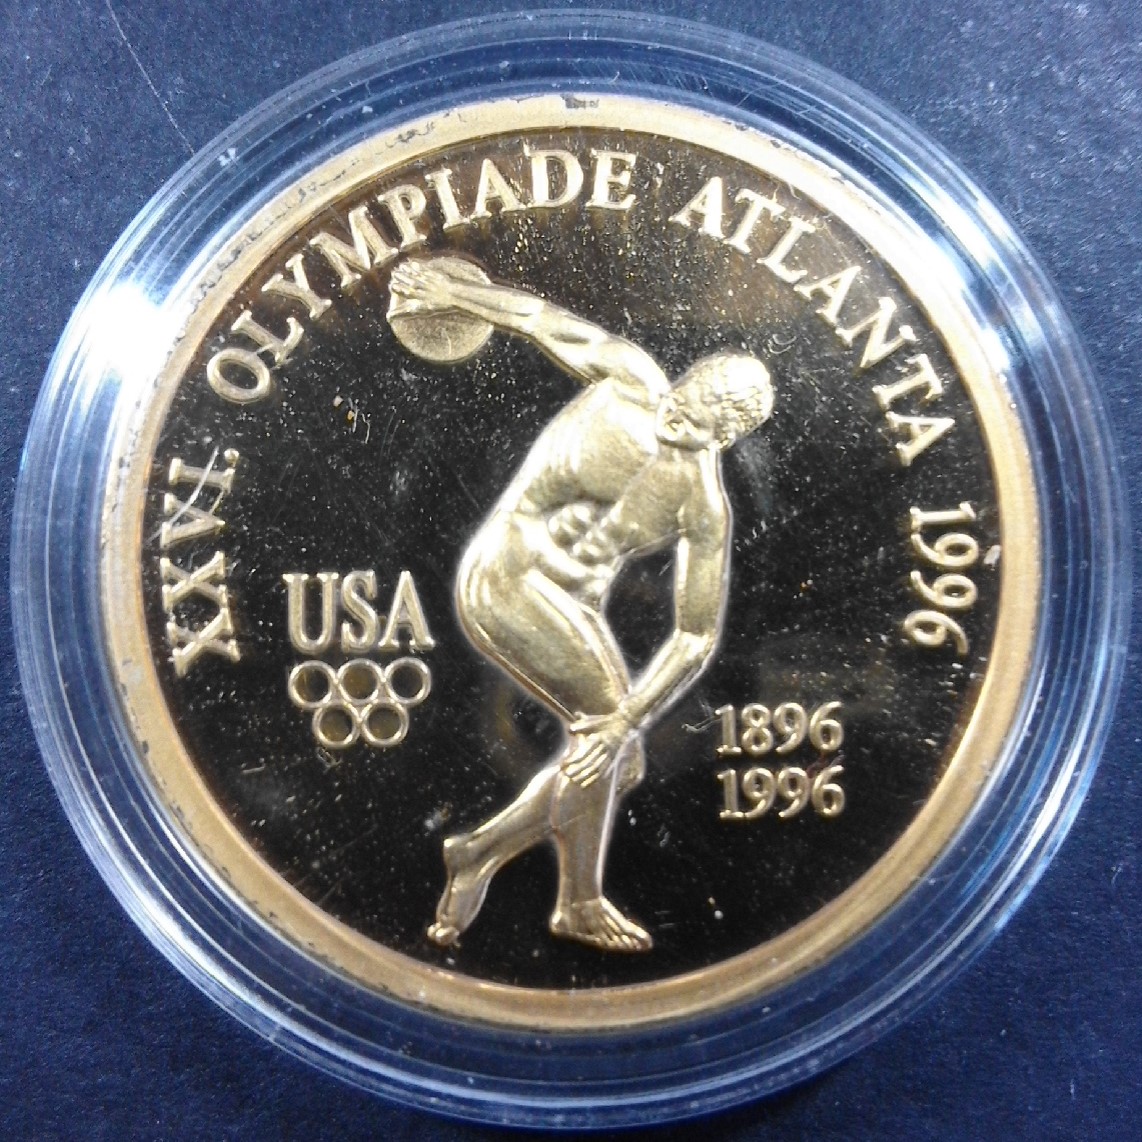 XXVI. OLYMPIADE ATLANTA 1996
USA
1896
1996